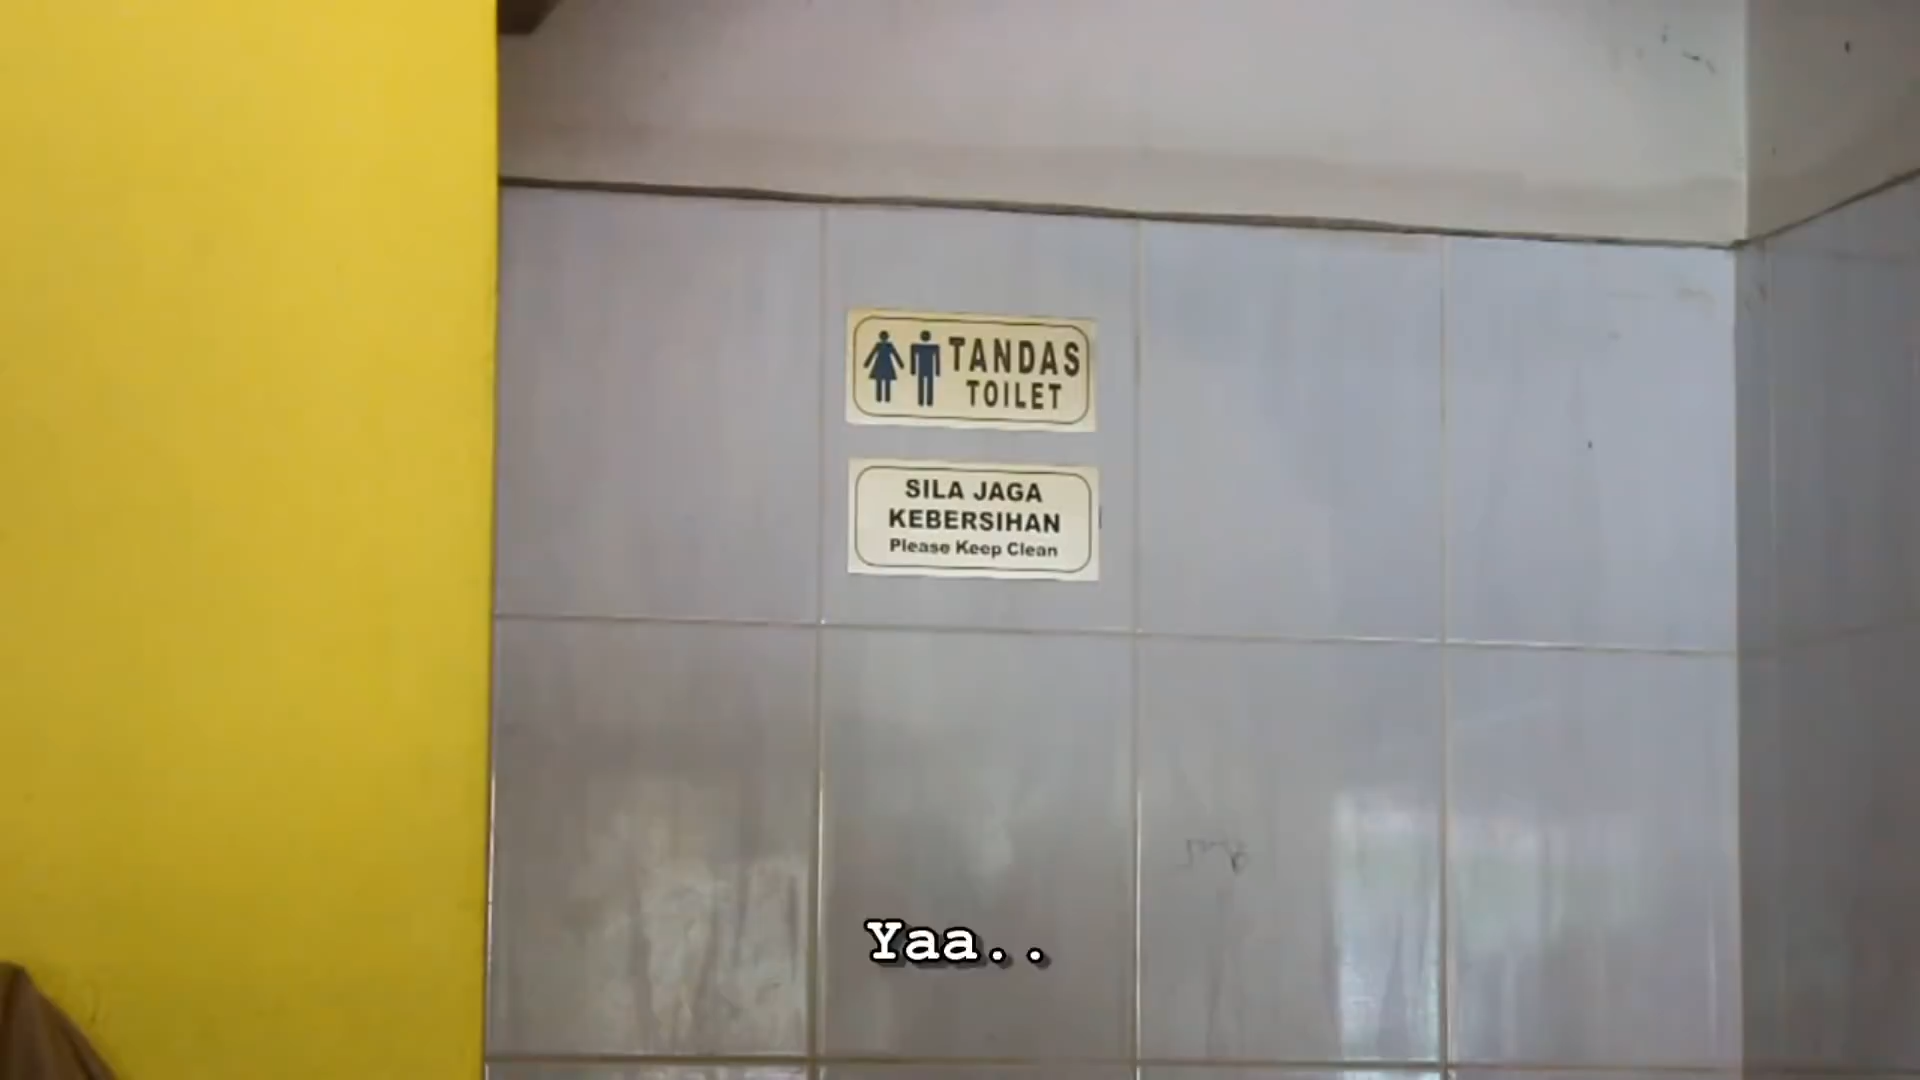 TANDAS
TOILET
SILA JAGA
KEBERSIHAN
Please Keep Clean
Yaa..